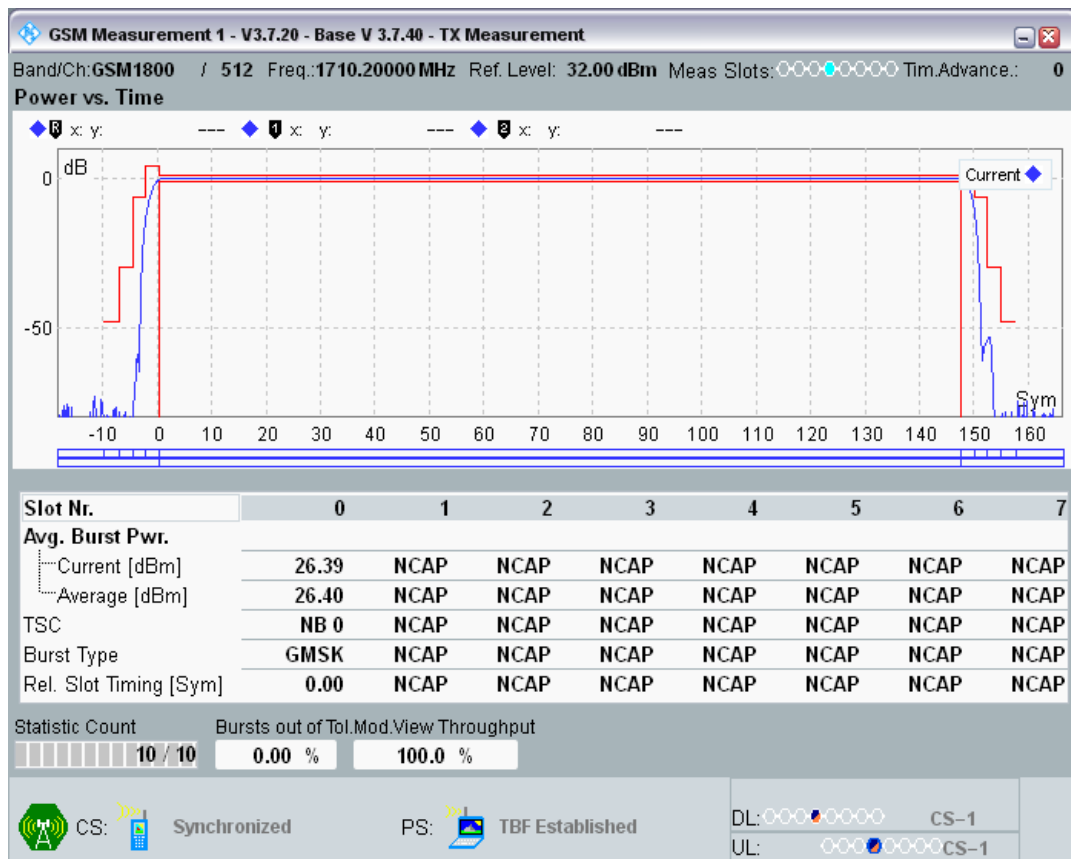 GSM Measurement 1 - V3.7.20 - Base V 3.7.40 - TX Measurement
Band/Ch:GSM1800 / 512 Freq.:1710.20000 MHz Ref. Level: 32.00 dBm Meas Slots: Tim.Advance.: 0
Power vs. Time
R x: y: --- 1 x: y: --- 2 x: y: ---
dB
Current
0
-50
Sym
-10 0 10 20 30 40 50 60 70 80 90 100 110 120 130 140 150 160
Slot Nr. 0 1 2 3 4 5 6 7
Avg. Burst Pwr.
Current [dBm] 26.39 NCAP NCAP NCAP NCAP NCAP NCAP NCAP
Average [dBm] 26.40 NCAP NCAP NCAP NCAP NCAP NCAP NCAP
TSC NB 0 NCAP NCAP NCAP NCAP NCAP NCAP NCAP
Burst Type GMSK NCAP NCAP NCAP NCAP NCAP NCAP NCAP
Rel. Slot Timing [Sym] 0.00 NCAP NCAP NCAP NCAP NCAP NCAP NCAP
Statistic Count Bursts out of Tol.Mod.View Throughput
10 / 10 0.00 % 100.0 %
CS: Synchronized PS: TBF Established
DL: CS-1
UL: CS-1